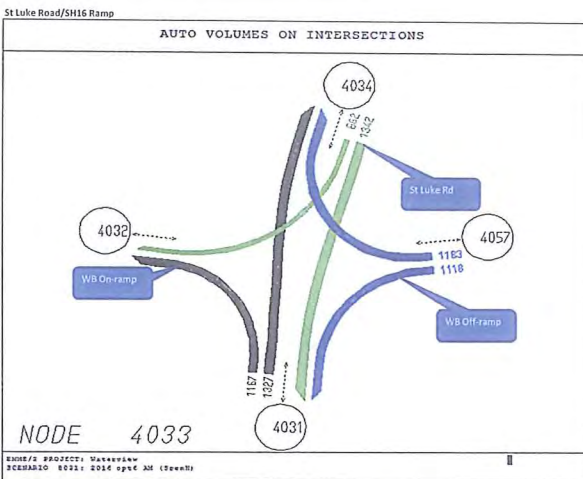 St Luke Road/SH16 Ramp
AUTO VOLUMES ON INTERSECTIONS
4034
662
1342
St Luke Rd
4032
4057
1183
1118
WB On-ramp
WB Off-ramp
1167
1327
4031
NODE 4033
EMME/2 PROJECT: Waterview
SCENARIO 8021: 2016 opt6 AM